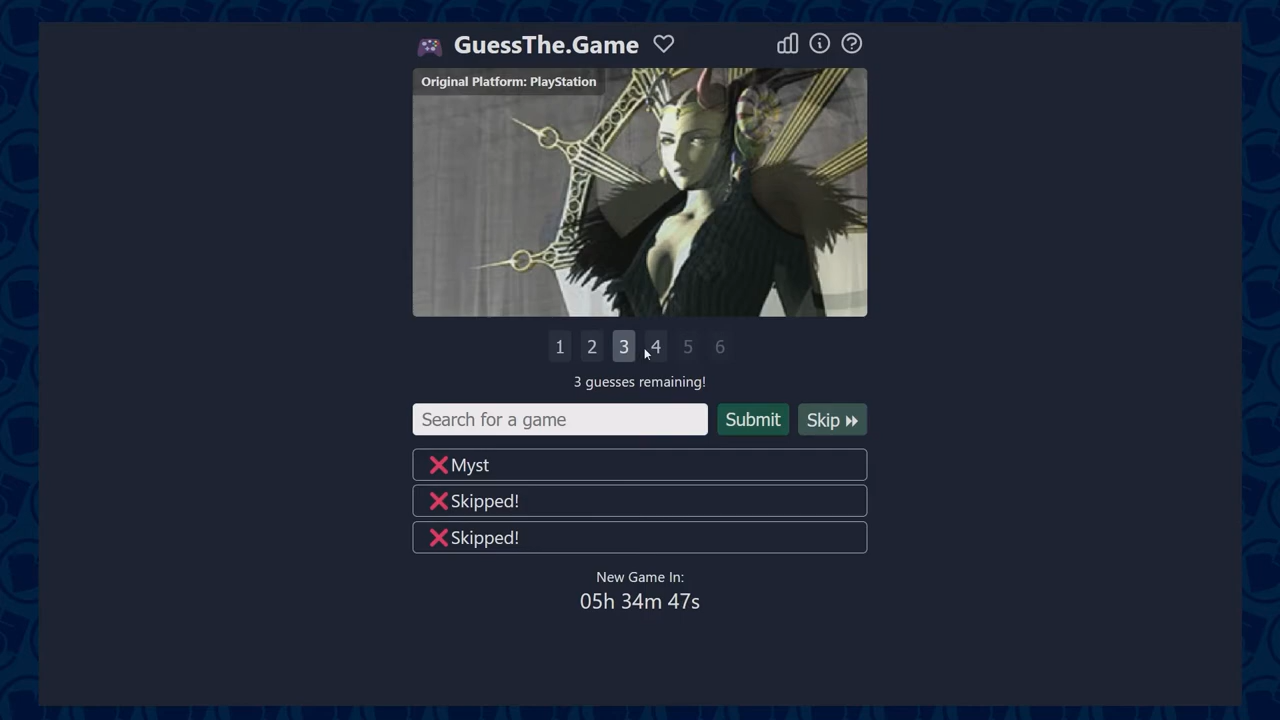 GuessThe.Game
Original Platform: PlayStation
1 2 3 4 5 6
3 guesses remaining!
Search for a game Submit Skip
Myst
Skipped!
Skipped!
New Game In:
05h 34m 47s